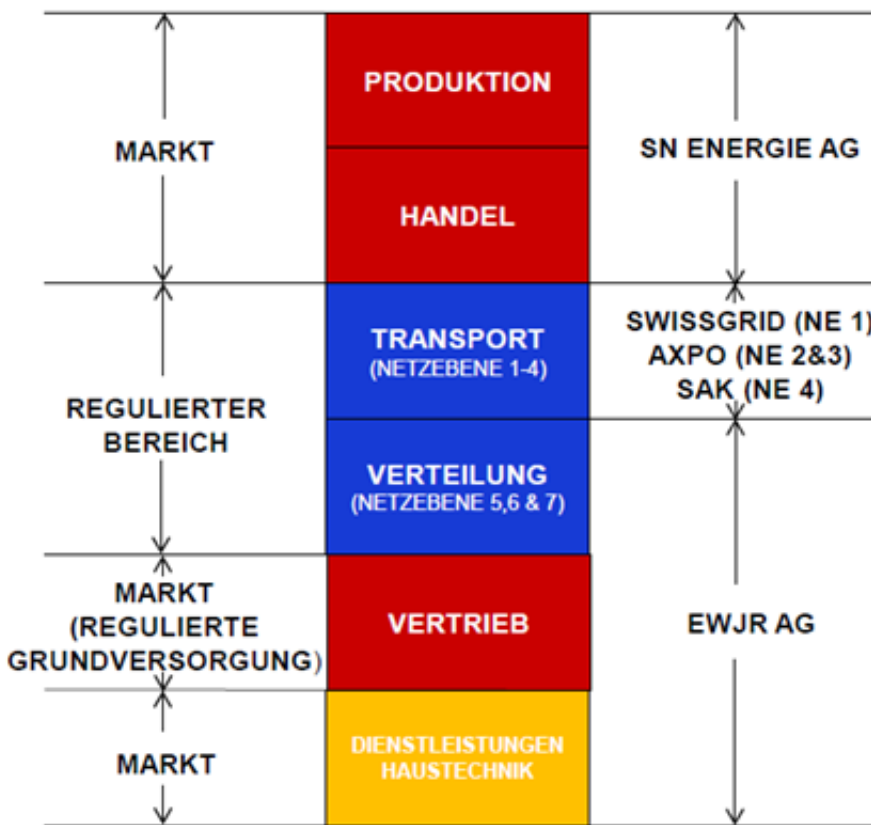 PRODUKTION
MARKT
SN ENERGIE AG
HANDEL
TRANSPORT
(NETZEBENE 1-4)
SWISSGRID (NE 1)
AXPO (NE 2&3)
SAK (NE 4)
REGULIERTER
BEREICH
VERTEILUNG
(NETZEBENE 5,6 & 7)
MARKT
(REGULIERTE
GRUNDVERSORGUNG)
VERTRIEB
EWJR AG
MARKT
DIENSTLEISTUNGEN
HAUSTECHNIK